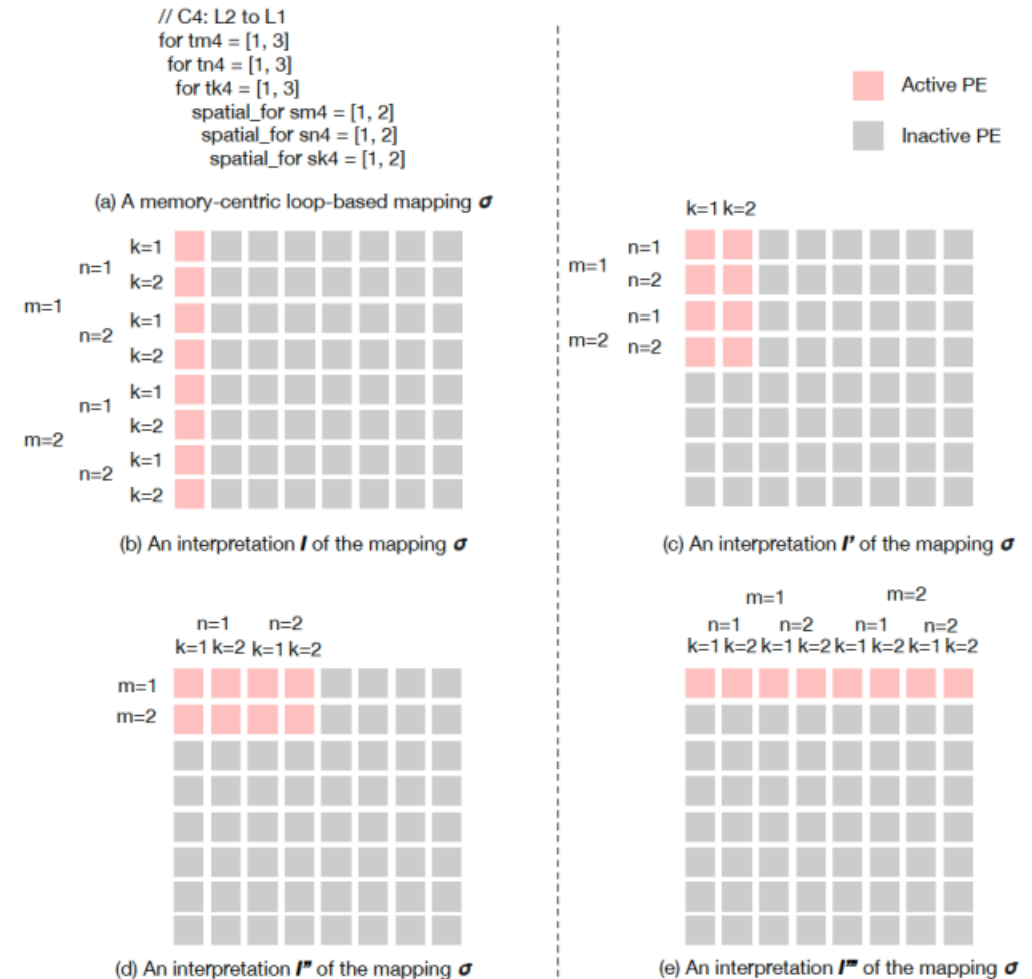 // C4: L2 to L1
for tm4 = [1, 3]
for tn4 = [1, 3]
for tk4 = [1, 3]
spatial_for sm4 = [1, 2]
spatial_for sn4 = [1, 2]
spatial_for sk4 = [1, 2]
(a) A memory-centric loop-based mapping σ
Active PE
Inactive PE
k=1
n=1
k=2
m=1
k=1
n=2
k=2
k=1
n=1
k=2
m=2
k=1
n=2
k=2
(b) An interpretation I of the mapping σ
k=1 k=2
n=1
m=1
n=2
n=1
m=2
n=2
(c) An interpretation I' of the mapping σ
n=1 n=2
k=1 k=2 k=1 k=2
m=1
m=2
(d) An interpretation I'' of the mapping σ
m=1 m=2
n=1 n=2 n=1 n=2
k=1 k=2 k=1 k=2 k=1 k=2 k=1 k=2
(e) An interpretation I''' of the mapping σ